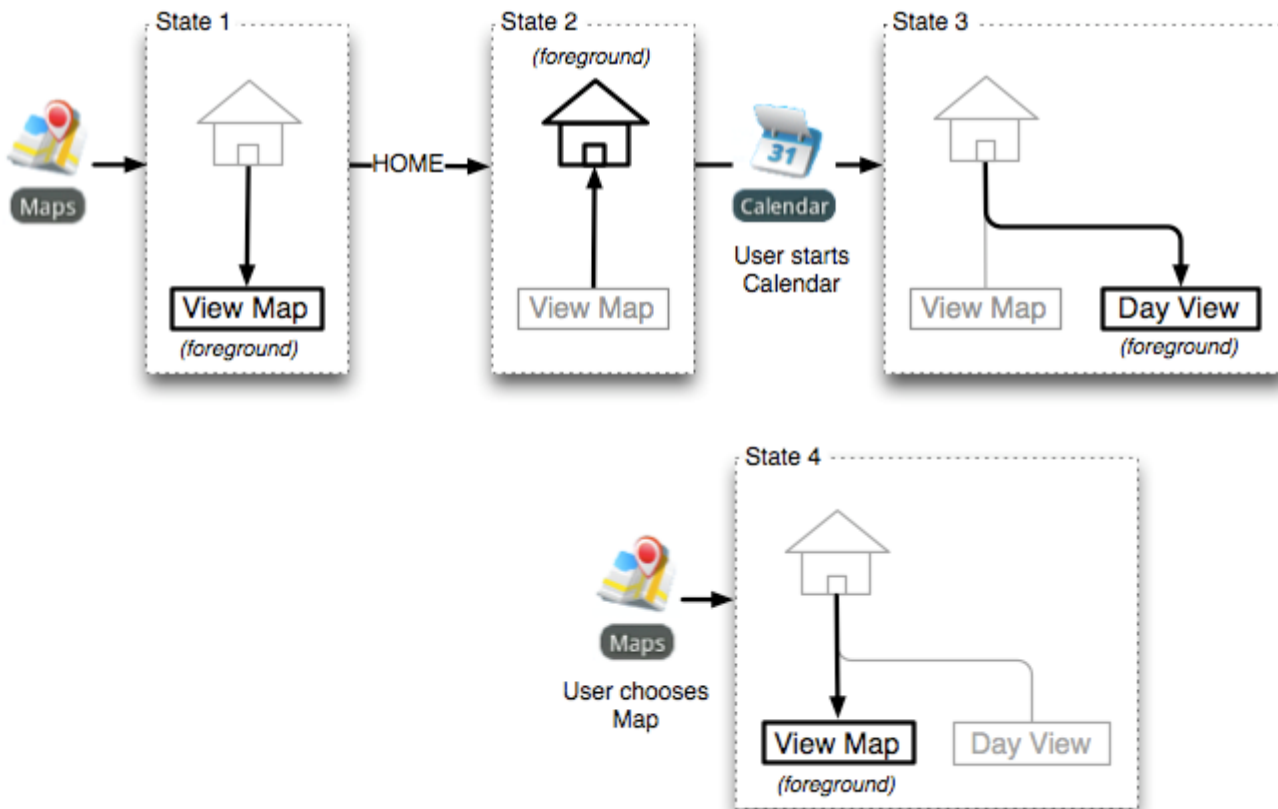 State 1
State 2
State 3
(foreground)
31
HOME
Maps
Calendar
User starts
Calendar
View Map
(foreground)
View Map
View Map
Day View
(foreground)
State 4
Maps
User chooses
Map
View Map
(foreground)
Day View